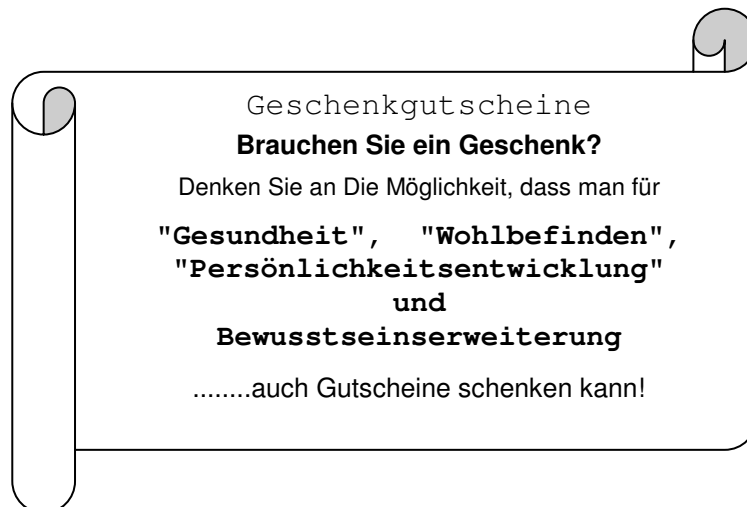 Geschenkgutscheine
Brauchen Sie ein Geschenk?
Denken Sie an Die Möglichkeit, dass man für
"Gesundheit", "Wohlbefinden",
"Persönlichkeitsentwicklung"
und
Bewusstseinserweiterung
........auch Gutscheine schenken kann!